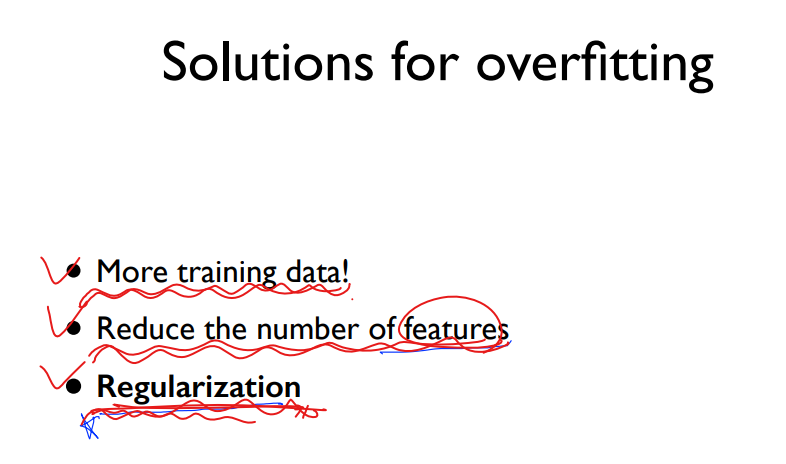 Solutions for overfitting
• More training data!
• Reduce the number of features
• Regularization